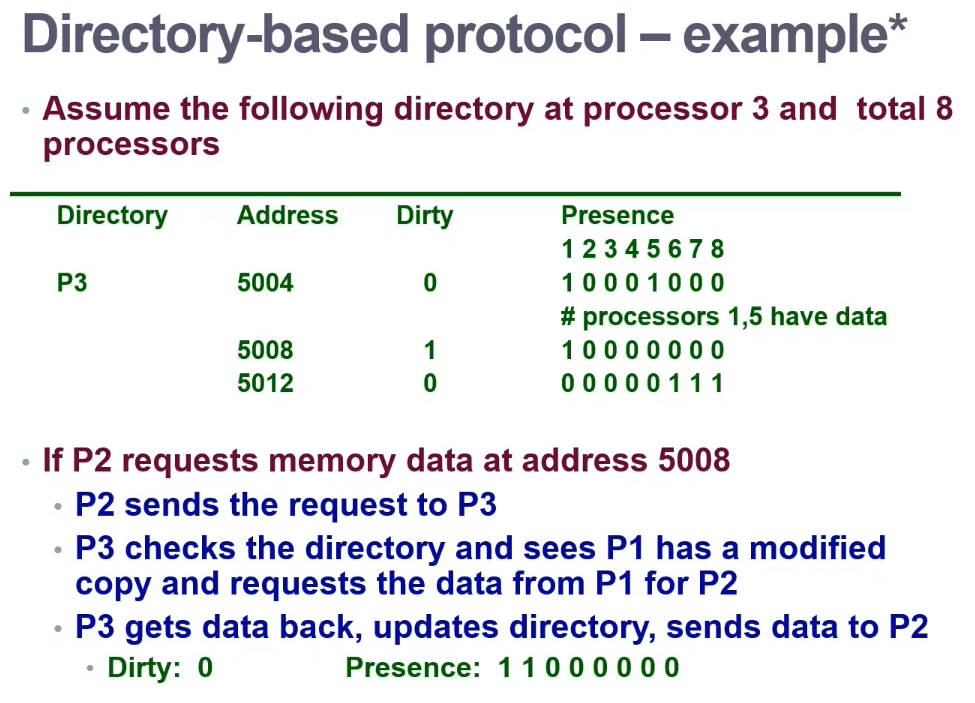 Directory-based protocol – example*
• Assume the following directory at processor 3 and total 8
processors
Directory Address Dirty Presence
1 2 3 4 5 6 7 8
P3 5004 0 1 0 0 0 1 0 0 0
# processors 1,5 have data
5008 1 1 0 0 0 0 0 0 0
5012 0 0 0 0 0 0 1 1 1
• If P2 requests memory data at address 5008
• P2 sends the request to P3
• P3 checks the directory and sees P1 has a modified
copy and requests the data from P1 for P2
• P3 gets data back, updates directory, sends data to P2
• Dirty: 0 Presence: 1 1 0 0 0 0 0 0